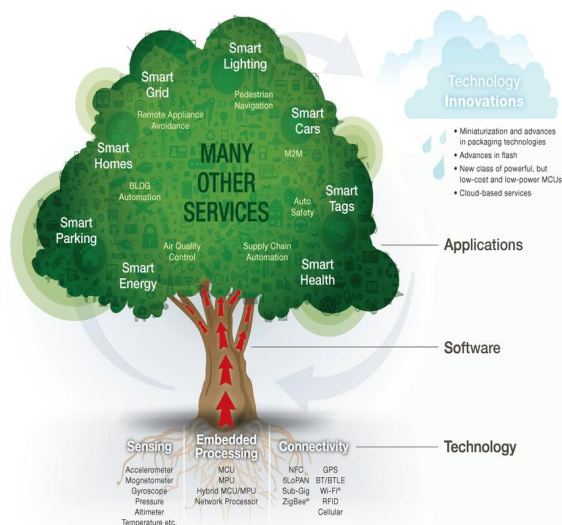 Smart
Lighting
Smart
Grid
Pedestrian
Navigation
Remote Appliance
Avoidance
Smart
Cars
Smart
Homes
MANY
OTHER
SERVICES
M2M
BLDG
Automation
Smart
Tags
Auto
Safety
Smart
Parking
Air Quality
Control
Supply Chain
Automation
Smart
Energy
Smart
Health
Technology
Innovations
• Miniaturization and advances
in packaging technologies
• Advances in flash
• New class of powerful, but
low-cost and low-power MCUs
• Cloud-based services
Applications
Software
Technology
Sensing
Accelerometer
Mognetometer
Gyroscope
Pressure
Altimeter
Temperature etc.
Embedded
Processing
MCU
MPU
Hybrid MCU/MPU
Network Processor
Connectivity
NFC GPS
6LoPAN BT/BTLE
Sub-Gig Wi-Fi®
ZigBee® RFID
Cellular